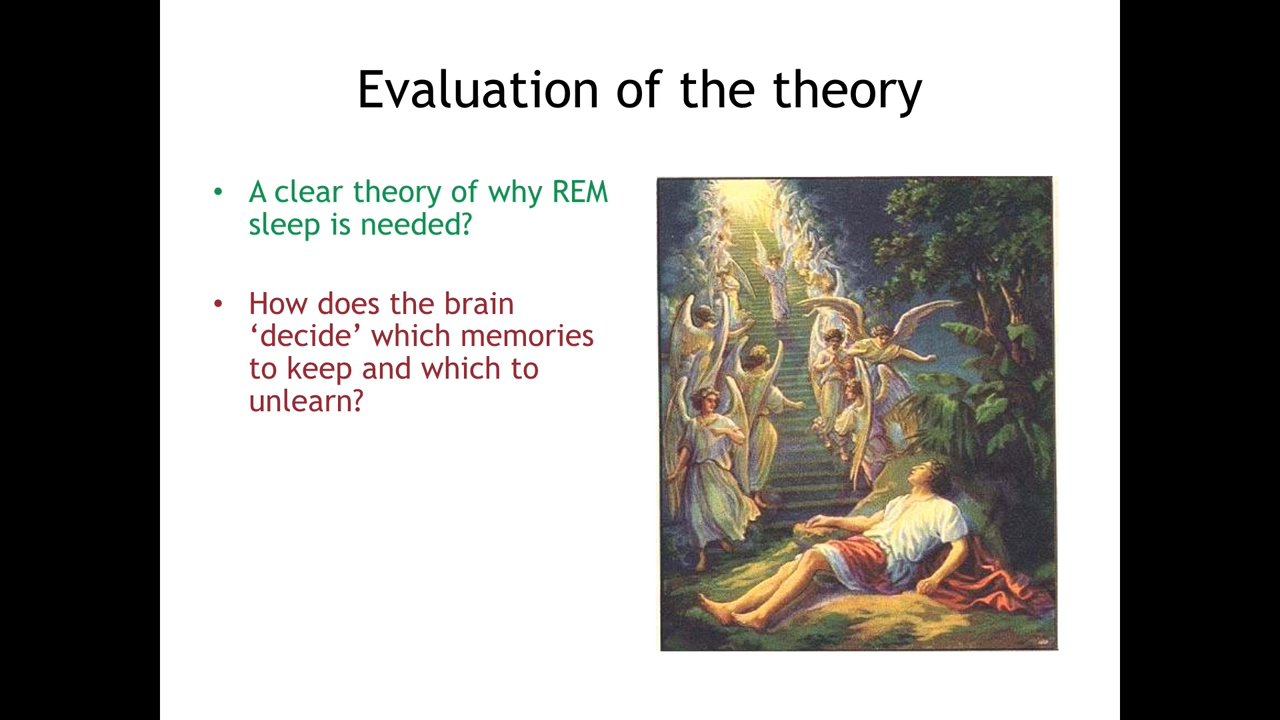 Evaluation of the theory
• A clear theory of why REM
sleep is needed?
• How does the brain
‘decide’ which memories
to keep and which to
unlearn?